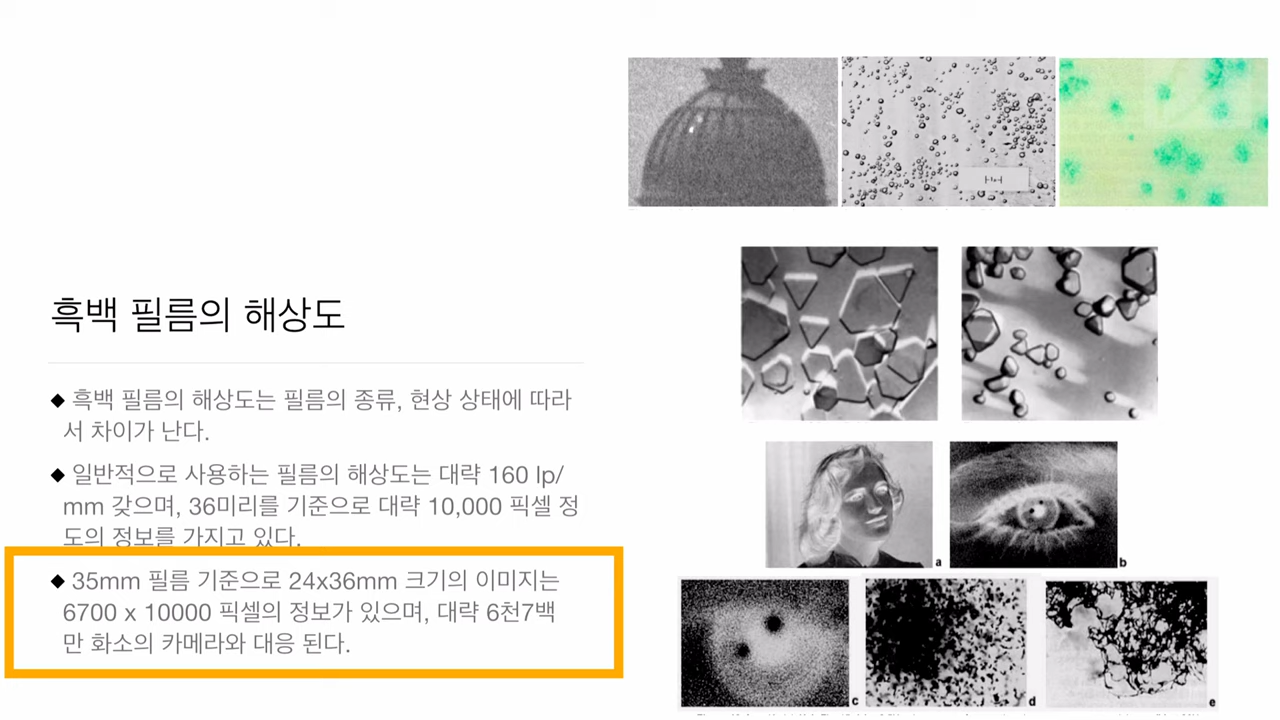 흑백 필름의 해상도
◆ 흑백 필름의 해상도는 필름의 종류, 현상 상태에 따라
서 차이가 난다.
◆ 일반적으로 사용하는 필름의 해상도는 대략 160 lp/
mm 갖으며, 36미리를 기준으로 대략 10,000 픽셀 정
도의 정보를 가지고 있다.
◆ 35mm 필름 기준으로 24x36mm 크기의 이미지는
6700 x 10000 픽셀의 정보가 있으며, 대략 6천7백
만 화소의 카메라와 대응 된다.
a
b
c
d
e